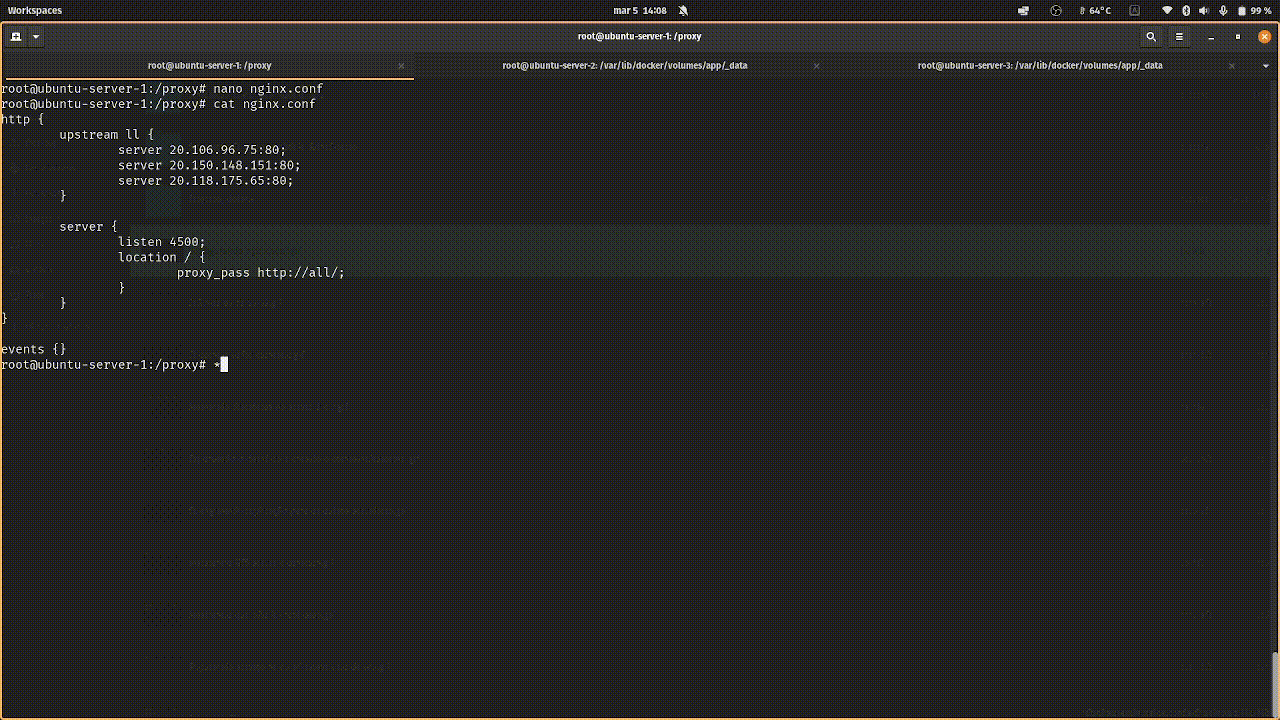 Workspaces
mar 5 14:08
64°C
99 %
root@ubuntu-server-1: /proxy
root@ubuntu-server-1: /proxy
root@ubuntu-server-2: /var/lib/docker/volumes/app/_data
root@ubuntu-server-3: /var/lib/docker/volumes/app/_data
root@ubuntu-server-1:/proxy# nano nginx.conf
root@ubuntu-server-1:/proxy# cat nginx.conf
http {
        upstream ll {
                server 20.106.96.75:80;
                server 20.150.148.151:80;
                server 20.118.175.65:80;
        }
        server {
                listen 4500;
                location / {
                        proxy_pass http://all/;
                }
        }
}
events {}
root@ubuntu-server-1:/proxy# *